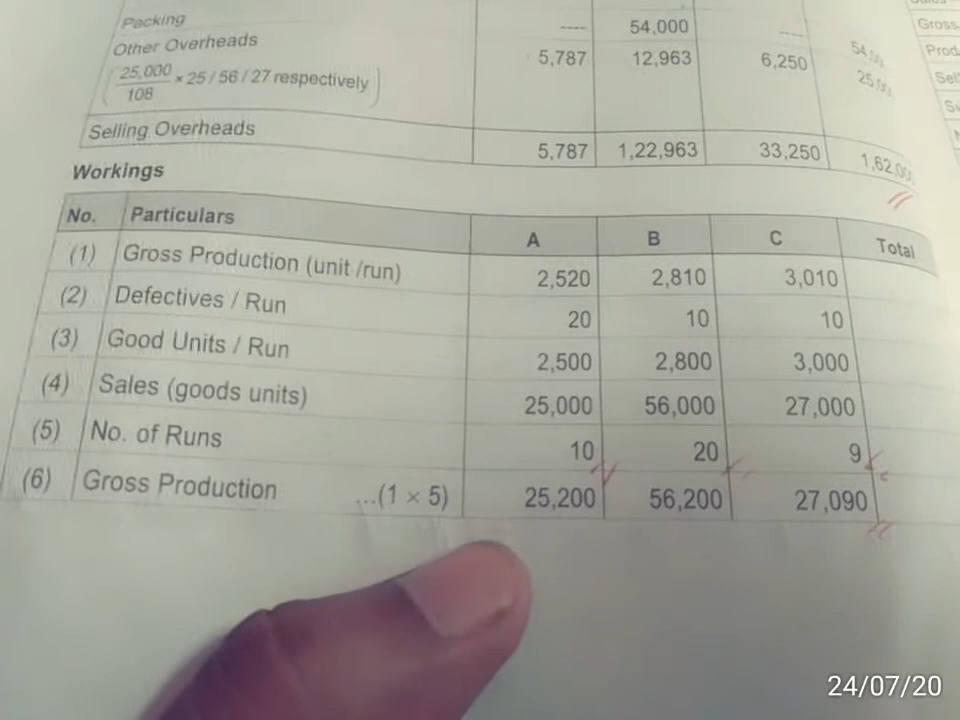 Packing ---- 54,000 ----
Other Overheads 5,787 12,963 6,250
( 25,000 / 108 × 25 / 56 / 27 respectively )
Selling Overheads 5,787 1,22,963 33,250
Workings
No. Particulars A B C Total
(1) Gross Production (unit /run) 2,520 2,810 3,010
(2) Defectives / Run 20 10 10
(3) Good Units / Run 2,500 2,800 3,000
(4) Sales (goods units) 25,000 56,000 27,000
(5) No. of Runs 10 20 9
(6) Gross Production ...(1 × 5) 25,200 56,200 27,090
Gross
24/07/20